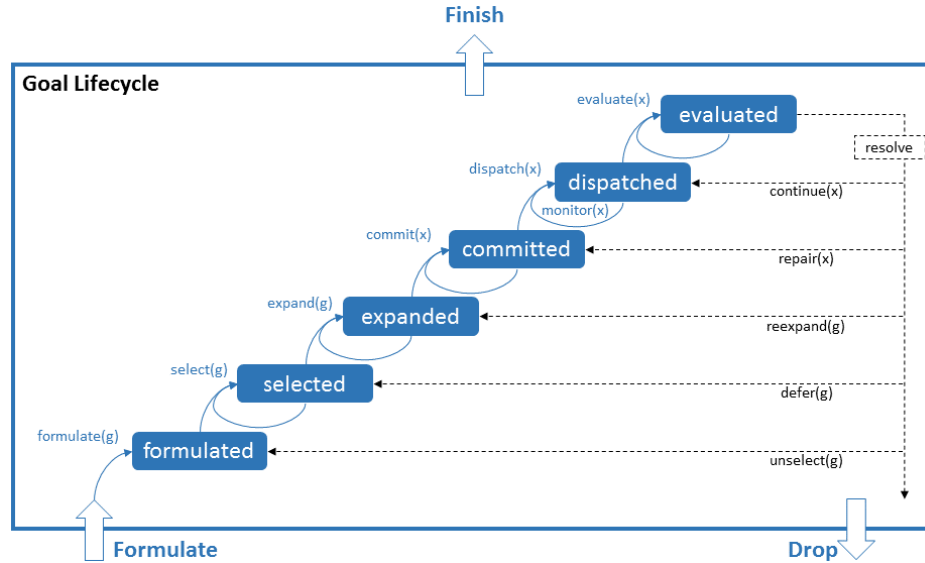 Finish
Goal Lifecycle
evaluate(x)
evaluated
resolve
dispatch(x)
dispatched
continue(x)
monitor(x)
commit(x)
committed
repair(x)
expand(g)
expanded
reexpand(g)
select(g)
selected
defer(g)
formulate(g)
formulated
unselect(g)
Formulate
Drop